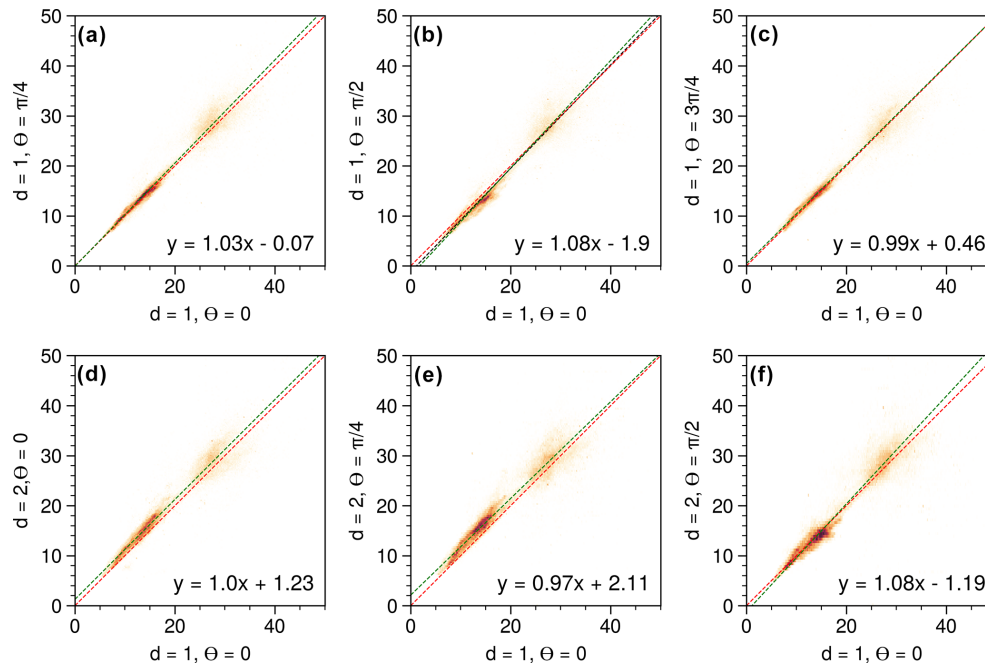 (a)
50
40
30
20
10
0
d = 1, Θ = π/4
y = 1.03x - 0.07
0 20 40
d = 1, Θ = 0
(b)
50
40
30
20
10
0
d = 1, Θ = π/2
y = 1.08x - 1.9
0 20 40
d = 1, Θ = 0
(c)
50
40
30
20
10
0
d = 1, Θ = 3π/4
y = 0.99x + 0.46
0 20 40
d = 1, Θ = 0
(d)
50
40
30
20
10
0
d = 2,Θ = 0
y = 1.0x + 1.23
0 20 40
d = 1, Θ = 0
(e)
50
40
30
20
10
0
d = 2, Θ = π/4
y = 0.97x + 2.11
0 20 40
d = 1, Θ = 0
(f)
50
40
30
20
10
0
d = 2, Θ = π/2
y = 1.08x - 1.19
0 20 40
d = 1, Θ = 0